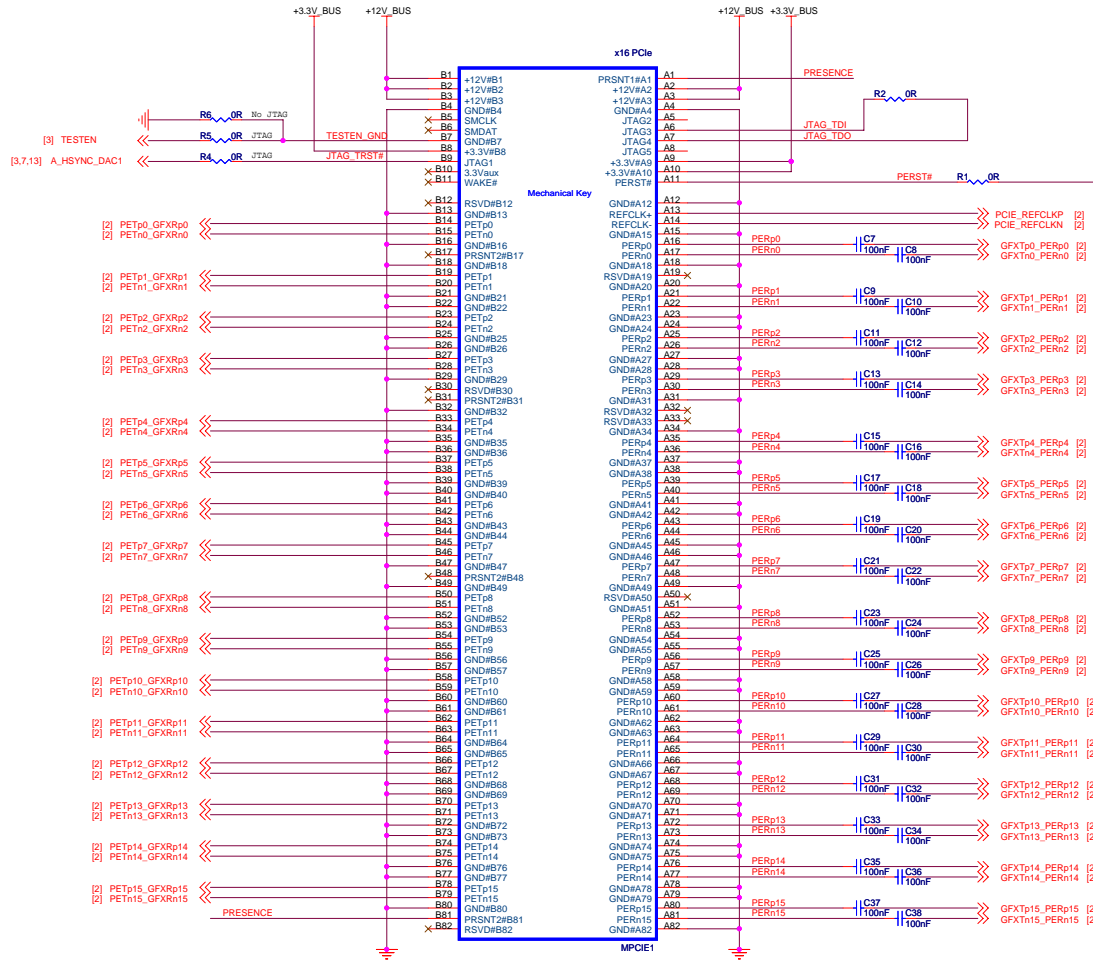 +3.3V_BUS +12V_BUS +12V_BUS +3.3V_BUS
x16 PCIe
B1 +12V#B1 PRSNT1#A1 A1 PRESENCE
B2 +12V#B2 +12V#A2 A2
B3 +12V#B3 +12V#A3 A3 R2 0R
B4 GND#B4 GND#A4 A4
R6 0R No JTAG B5 SMCLK JTAG2 A5
B6 SMDAT JTAG3 A6 JTAG_TDI
[3] TESTEN R5 0R JTAG TESTEN_GND B7 GND#B7 JTAG4 A7 JTAG_TDO
B8 +3.3V#B8 JTAG5 A8
[3,7,13] A_HSYNC_DAC1 R4 0R JTAG JTAG_TRST# B9 JTAG1 +3.3V#A9 A9
B10 3.3Vaux +3.3V#A10 A10
B11 WAKE# PERST# A11 PERST# R1 0R
Mechanical Key
B12 RSVD#B12 GND#A12 A12
B13 GND#B13 REFCLK+ A13 PCIE_REFCLKP [2]
[2] PETp0_GFXRp0 B14 PETp0 REFCLK- A14 PCIE_REFCLKN [2]
[2] PETn0_GFXRn0 B15 PETn0 GND#A15 A15
B16 GND#B16 PERp0 A16 PERp0 C7 100nF GFXTp0_PERp0 [2]
B17 PRSNT2#B17 PERn0 A17 PERn0 C8 100nF GFXTn0_PERn0 [2]
B18 GND#B18 GND#A18 A18
[2] PETp1_GFXRp1 B19 PETp1 RSVD#A19 A19
[2] PETn1_GFXRn1 B20 PETn1 GND#A20 A20
B21 GND#B21 PERp1 A21 PERp1 C9 100nF GFXTp1_PERp1 [2]
B22 GND#B22 PERn1 A22 PERn1 C10 100nF GFXTn1_PERn1 [2]
[2] PETp2_GFXRp2 B23 PETp2 GND#A23 A23
[2] PETn2_GFXRn2 B24 PETn2 GND#A24 A24
B25 GND#B25 PERp2 A25 PERp2 C11 100nF GFXTp2_PERp2 [2]
B26 GND#B26 PERn2 A26 PERn2 C12 100nF GFXTn2_PERn2 [2]
[2] PETp3_GFXRp3 B27 PETp3 GND#A27 A27
[2] PETn3_GFXRn3 B28 PETn3 GND#A28 A28
B29 GND#B29 PERp3 A29 PERp3 C13 100nF GFXTp3_PERp3 [2]
B30 RSVD#B30 PERn3 A30 PERn3 C14 100nF GFXTn3_PERn3 [2]
B31 PRSNT2#B31 GND#A31 A31
B32 GND#B32 RSVD#A32 A32
[2] PETp4_GFXRp4 B33 PETp4 RSVD#A33 A33
[2] PETn4_GFXRn4 B34 PETn4 GND#A34 A34
B35 GND#B35 PERp4 A35 PERp4 C15 100nF GFXTp4_PERp4 [2]
B36 GND#B36 PERn4 A36 PERn4 C16 100nF GFXTn4_PERn4 [2]
[2] PETp5_GFXRp5 B37 PETp5 GND#A37 A37
[2] PETn5_GFXRn5 B38 PETn5 GND#A38 A38
B39 GND#B39 PERp5 A39 PERp5 C17 100nF GFXTp5_PERp5 [2]
B40 GND#B40 PERn5 A40 PERn5 C18 100nF GFXTn5_PERn5 [2]
[2] PETp6_GFXRp6 B41 PETp6 GND#A41 A41
[2] PETn6_GFXRn6 B42 PETn6 GND#A42 A42
B43 GND#B43 PERp6 A43 PERp6 C19 100nF GFXTp6_PERp6 [2]
B44 GND#B44 PERn6 A44 PERn6 C20 100nF GFXTn6_PERn6 [2]
[2] PETp7_GFXRp7 B45 PETp7 GND#A45 A45
[2] PETn7_GFXRn7 B46 PETn7 GND#A46 A46
B47 GND#B47 PERp7 A47 PERp7 C21 100nF GFXTp7_PERp7 [2]
B48 PRSNT2#B48 PERn7 A48 PERn7 C22 100nF GFXTn7_PERn7 [2]
B49 GND#B49 GND#A49 A49
[2] PETp8_GFXRp8 B50 PETp8 RSVD#A50 A50
[2] PETn8_GFXRn8 B51 PETn8 GND#A51 A51
B52 GND#B52 PERp8 A52 PERp8 C23 100nF GFXTp8_PERp8 [2]
B53 GND#B53 PERn8 A53 PERn8 C24 100nF GFXTn8_PERn8 [2]
[2] PETp9_GFXRp9 B54 PETp9 GND#A54 A54
[2] PETn9_GFXRn9 B55 PETn9 GND#A55 A55
B56 GND#B56 PERp9 A56 PERp9 C25 100nF GFXTp9_PERp9 [2]
B57 GND#B57 PERn9 A57 PERn9 C26 100nF GFXTn9_PERn9 [2]
[2] PETp10_GFXRp10 B58 PETp10 GND#A58 A58
[2] PETn10_GFXRn10 B59 PETn10 GND#A59 A59
B60 GND#B60 PERp10 A60 PERp10 C27 100nF GFXTp10_PERp10 [2
B61 GND#B61 PERn10 A61 PERn10 C28 100nF GFXTn10_PERn10 [2
[2] PETp11_GFXRp11 B62 PETp11 GND#A62 A62
[2] PETn11_GFXRn11 B63 PETn11 GND#A63 A63
B64 GND#B64 PERp11 A64 PERp11 C29 100nF GFXTp11_PERp11 [2
B65 GND#B65 PERn11 A65 PERn11 C30 100nF GFXTn11_PERn11 [2
[2] PETp12_GFXRp12 B66 PETp12 GND#A66 A66
[2] PETn12_GFXRn12 B67 PETn12 GND#A67 A67
B68 GND#B68 PERp12 A68 PERp12 C31 100nF GFXTp12_PERp12 [2
B69 GND#B69 PERn12 A69 PERn12 C32 100nF GFXTn12_PERn12 [2
[2] PETp13_GFXRp13 B70 PETp13 GND#A70 A70
[2] PETn13_GFXRn13 B71 PETn13 GND#A71 A71
B72 GND#B72 PERp13 A72 PERp13 C33 100nF GFXTp13_PERp13 [2
B73 GND#B73 PERn13 A73 PERn13 C34 100nF GFXTn13_PERn13 [2
[2] PETp14_GFXRp14 B74 PETp14 GND#A74 A74
[2] PETn14_GFXRn14 B75 PETn14 GND#A75 A75
B76 GND#B76 PERp14 A76 PERp14 C35 100nF GFXTp14_PERp14 [2
B77 GND#B77 PERn14 A77 PERn14 C36 100nF GFXTn14_PERn14 [2
[2] PETp15_GFXRp15 B78 PETp15 GND#A78 A78
[2] PETn15_GFXRn15 B79 PETn15 GND#A79 A79
B80 GND#B80 PERp15 A80 PERp15 C37 100nF GFXTp15_PERp15 [2
PRESENCE B81 PRSNT2#B81 PERn15 A81 PERn15 C38 100nF GFXTn15_PERn15 [2
B82 RSVD#B82 GND#A82 A82
MPCIE1